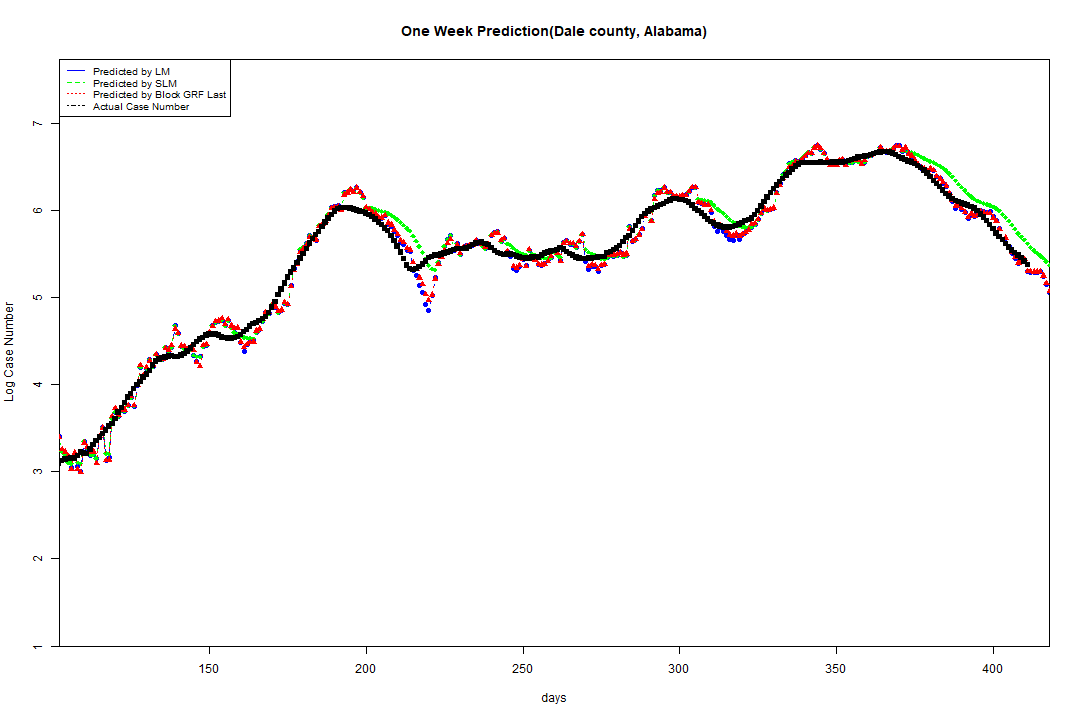 One Week Prediction(Dale county, Alabama)
Predicted by LM
Predicted by SLM
Predicted by Block GRF Last
Actual Case Number
7
6
5
4
3
2
1
Log Case Number
150 200 250 300 350 400
days